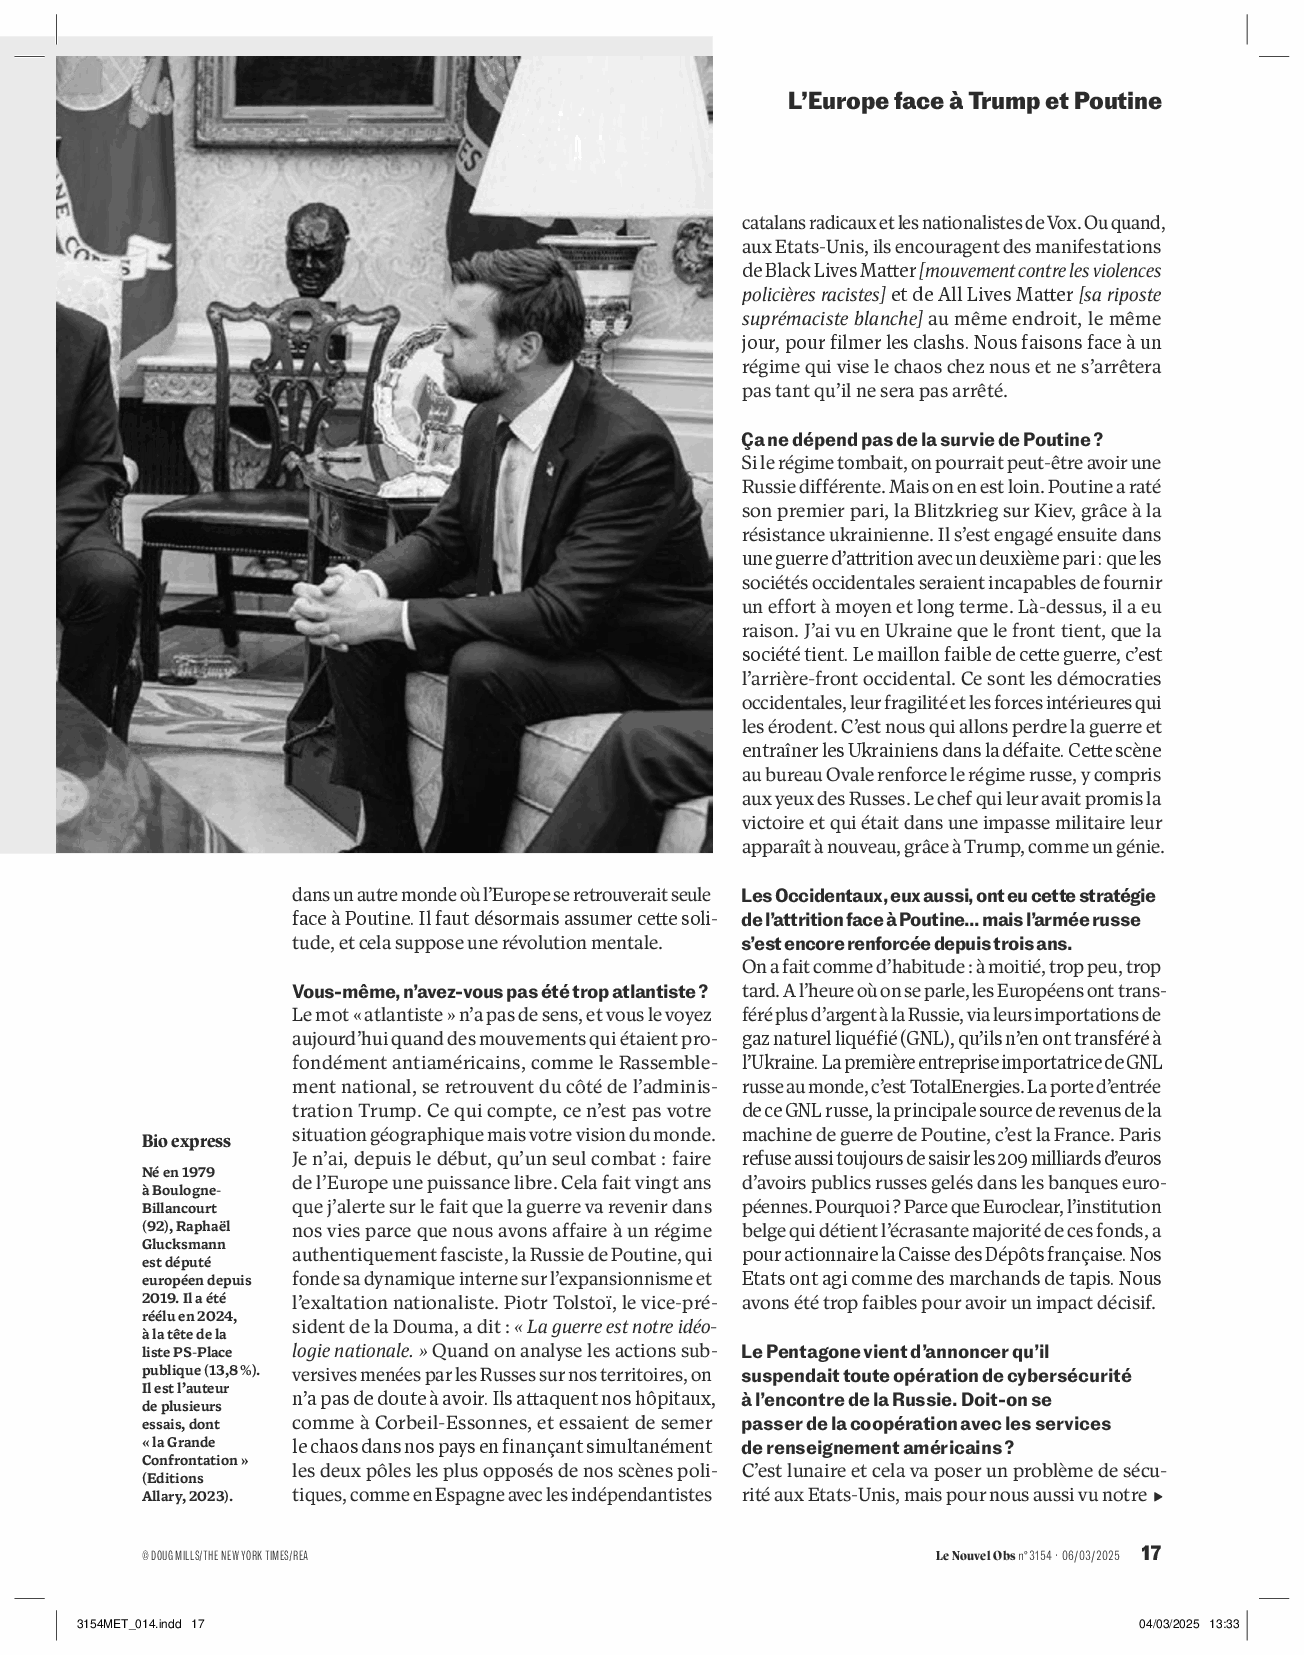 L'Europe face à Trump et Poutine
dans un autre monde où l'Europe se retrouverait seule
face à Poutine. Il faut désormais assumer cette soli-
tude, et cela suppose une révolution mentale.
Vous-même, n'avez-vous pas été trop atlantiste ?
Le mot « atlantiste » n'a pas de sens, et vous le voyez
aujourd'hui quand des mouvements qui étaient pro-
fondément antiaméricains, comme le Rassemble-
ment national, se retrouvent du côté de l'adminis-
tration Trump. Ce qui compte, ce n'est pas votre
situation géographique mais votre vision du monde.
Je n'ai, depuis le début, qu'un seul combat : faire
de l'Europe une puissance libre. Cela fait vingt ans
que j'alerte sur le fait que la guerre va revenir dans
nos vies parce que nous avons affaire à un régime
authentiquement fasciste, la Russie de Poutine, qui
fonde sa dynamique interne sur l'expansionnisme et
l'exaltation nationaliste. Piotr Tolstoï, le vice-pré-
sident de la Douma, a dit : « La guerre est notre idéo-
logie nationale. » Quand on analyse les actions sub-
versives menées par les Russes sur nos territoires, on
n'a pas de doute à avoir. Ils attaquent nos hôpitaux,
comme à Corbeil-Essonnes, et essaient de semer
le chaos dans nos pays en finançant simultanément
les deux pôles les plus opposés de nos scènes poli-
tiques, comme en Espagne avec les indépendantistes
catalans radicaux et les nationalistes de Vox. Ou quand,
aux Etats-Unis, ils encouragent des manifestations
de Black Lives Matter [mouvement contre les violences
policières racistes] et de All Lives Matter [sa riposte
suprémaciste blanche] au même endroit, le même
jour, pour filmer les clashs. Nous faisons face à un
régime qui vise le chaos chez nous et ne s'arrêtera
pas tant qu'il ne sera pas arrêté.
Ça ne dépend pas de la survie de Poutine ?
Si le régime tombait, on pourrait peut-être avoir une
Russie différente. Mais on en est loin. Poutine a raté
son premier pari, la Blitzkrieg sur Kiev, grâce à la
résistance ukrainienne. Il s'est engagé ensuite dans
une guerre d'attrition avec un deuxième pari : que les
sociétés occidentales seraient incapables de fournir
un effort à moyen et long terme. Là-dessus, il a eu
raison. J'ai vu en Ukraine que le front tient, que la
société tient. Le maillon faible de cette guerre, c'est
l'arrière-front occidental. Ce sont les démocraties
occidentales, leur fragilité et les forces intérieures qui
les érodent. C'est nous qui allons perdre la guerre et
entraîner les Ukrainiens dans la défaite. Cette scène
au bureau Ovale renforce le régime russe, y compris
aux yeux des Russes. Le chef qui leur avait promis la
victoire et qui était dans une impasse militaire leur
apparaît à nouveau, grâce à Trump, comme un génie.
Les Occidentaux, eux aussi, ont eu cette stratégie
de l'attrition face à Poutine... mais l'armée russe
s'est encore renforcée depuis trois ans.
On a fait comme d'habitude : à moitié, trop peu, trop
tard. A l'heure où on se parle, les Européens ont trans-
féré plus d'argent à la Russie, via leurs importations de
gaz naturel liquéfié (GNL), qu'ils n'en ont transféré à
l'Ukraine. La première entreprise importatrice de GNL
russe au monde, c'est TotalEnergies. La porte d'entrée
de ce GNL russe, la principale source de revenus de la
machine de guerre de Poutine, c'est la France. Paris
refuse aussi toujours de saisir les 209 milliards d'euros
d'avoirs publics russes gelés dans les banques euro-
péennes. Pourquoi ? Parce que Euroclear, l'institution
belge qui détient l'écrasante majorité de ces fonds, a
pour actionnaire la Caisse des Dépôts française. Nos
Etats ont agi comme des marchands de tapis. Nous
avons été trop faibles pour avoir un impact décisif.
Le Pentagone vient d'annoncer qu'il
suspendait toute opération de cybersécurité
à l'encontre de la Russie. Doit-on se
passer de la coopération avec les services
de renseignement américains ?
C'est lunaire et cela va poser un problème de sécu-
rité aux Etats-Unis, mais pour nous aussi vu notre ▶
Bio express
Né en 1979
à Boulogne-
Billancourt
(92), Raphaël
Glucksmann
est député
européen depuis
2019. Il a été
réélu en 2024,
à la tête de la
liste PS-Place
publique (13,8 %).
Il est l'auteur
de plusieurs
essais, dont
« la Grande
Confrontation »
(Editions
Allary, 2023).
© DOUG MILLS/THE NEW YORK TIMES/REA
Le Nouvel Obs n° 3154 · 06/03/2025 17
3154MET_014.indd 17
04/03/2025 13:33